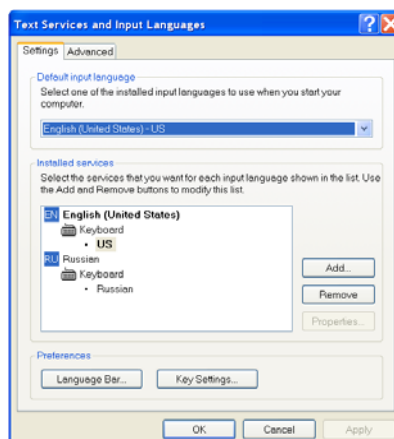 Text Services and Input Languages
Settings
Advanced
Default input language
Select one of the installed input languages to use when you start your
computer.
English (United States) - US
Installed services
Select the services that you want for each input language shown in the list. Use
the Add and Remove buttons to modify this list.
EN English (United States)
Keyboard
• US
RU Russian
Keyboard
• Russian
Add...
Remove
Properties...
Preferences
Language Bar...
Key Settings...
OK
Cancel
Apply